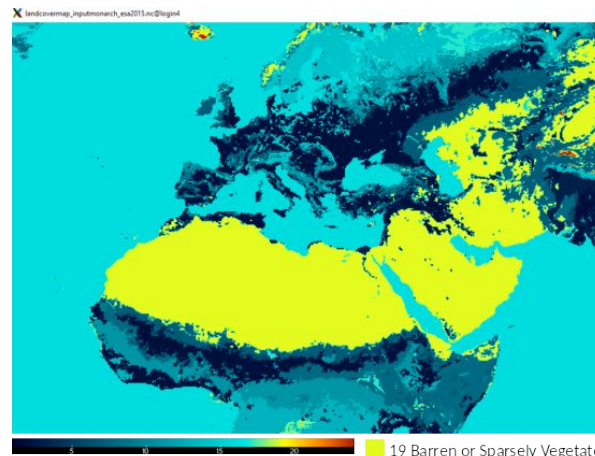 X landcovermap_inputmonarch_esa2015.nc@login4
5 10 15 20
19 Barren or Sparsely Vegetate